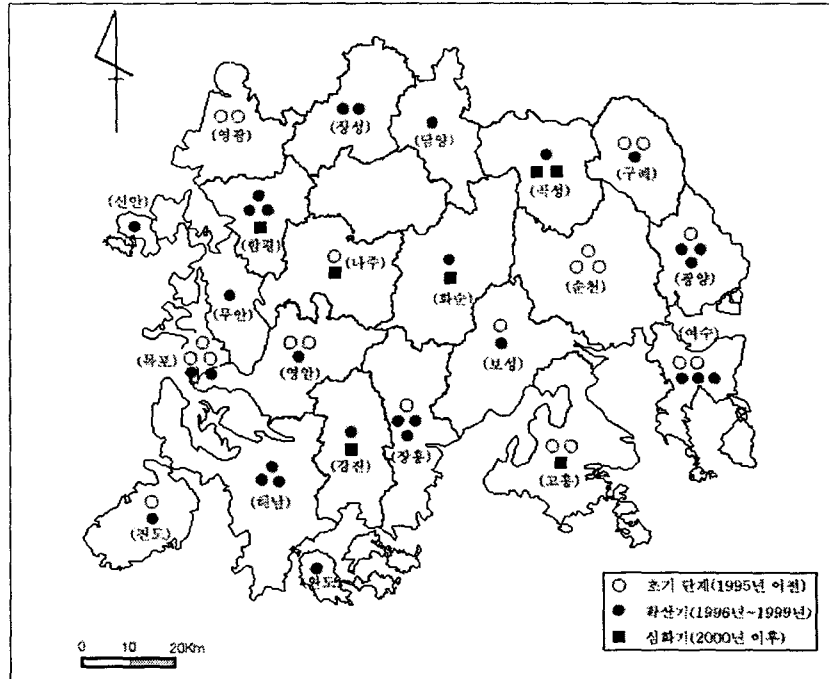 (영광)
(장성)
(담양)
(곡성)
(구례)
(신안)
(함평)
(나주)
(화순)
(순천)
(광양)
(무안)
(여수)
(목포)
(영암)
(보성)
(강진)
(장흥)
(고흥)
(해남)
(진도)
(완도)
○ 초기 단계(1995년 이전)
● 확산기(1996년~1999년)
■ 심화기(2000년 이후)
0 10 20Km